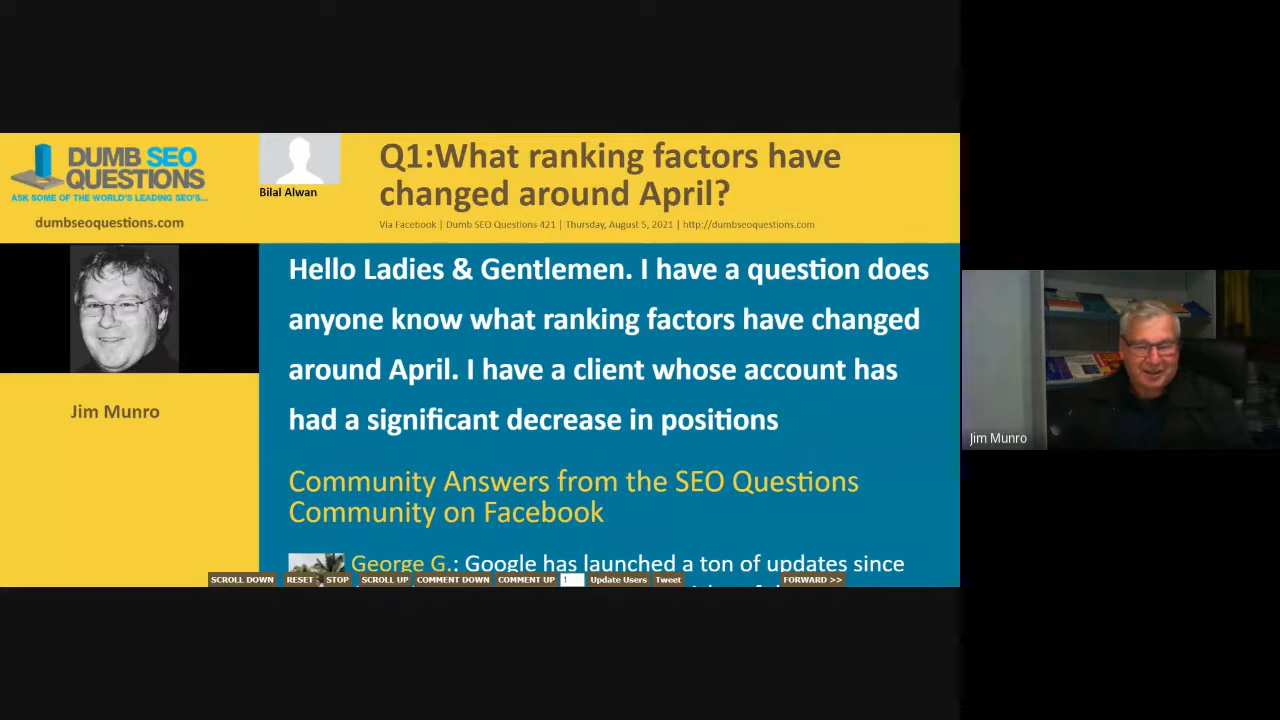 DUMB SEO
QUESTIONS
ASK SOME OF THE WORLD'S LEADING SEO'S...
dumbseoquestions.com
Bilal Alwan
Q1:What ranking factors have
changed around April?
Via Facebook | Dumb SEO Questions 421 | Thursday, August 5, 2021 | http://dumbseoquestions.com
Jim Munro
Hello Ladies & Gentlemen. I have a question does
anyone know what ranking factors have changed
around April. I have a client whose account has
had a significant decrease in positions
Community Answers from the SEO Questions
Community on Facebook
George G.: Google has launched a ton of updates since
SCROLL DOWN RESET STOP SCROLL UP COMMENT DOWN COMMENT UP 1 Update Users Tweet FORWARD >>
Jim Munro